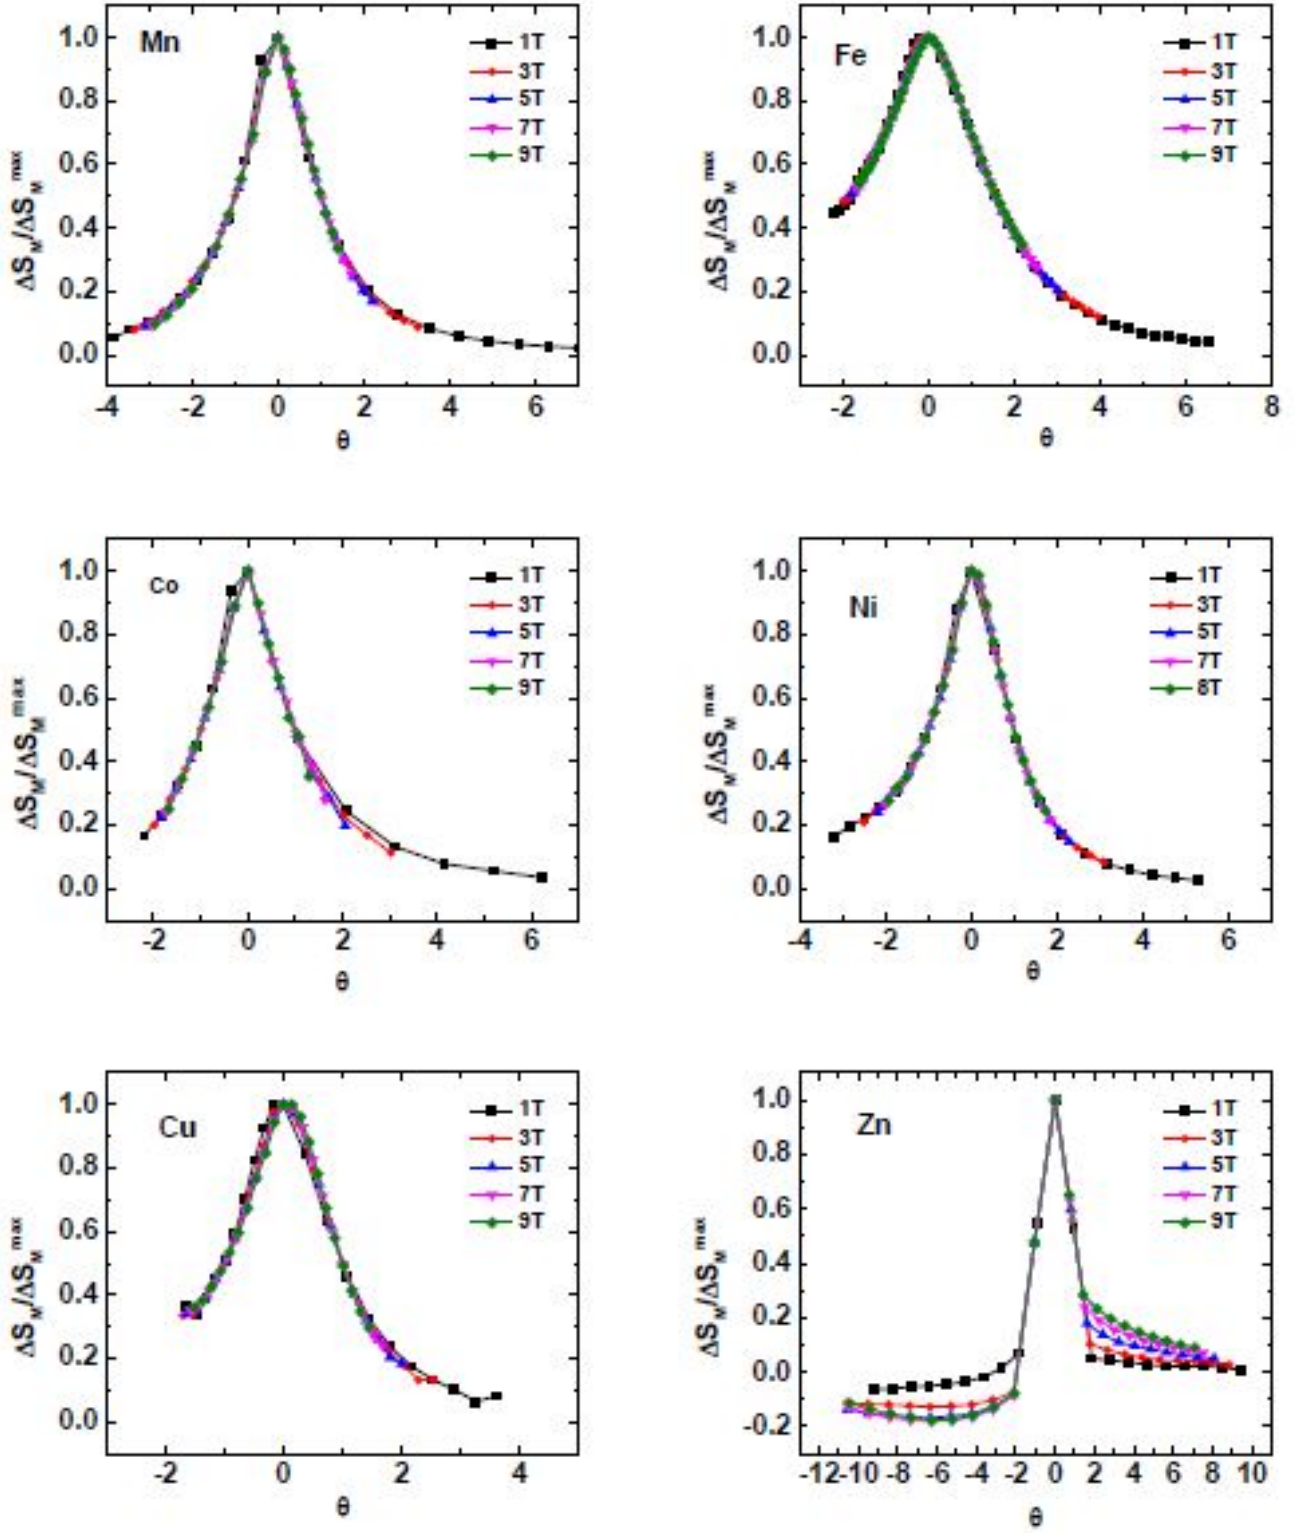 Mn
1T
3T
5T
7T
9T
1.0
0.8
0.6
0.4
0.2
0.0
ΔS_M/ΔS_M^max
-4 -2 0 2 4 6
θ
Fe
1T
3T
5T
7T
9T
1.0
0.8
0.6
0.4
0.2
0.0
ΔS_M/ΔS_M^max
-2 0 2 4 6 8
θ
Co
1T
3T
5T
7T
9T
1.0
0.8
0.6
0.4
0.2
0.0
ΔS_M/ΔS_M^max
-2 0 2 4 6
θ
Ni
1T
3T
5T
7T
8T
1.0
0.8
0.6
0.4
0.2
0.0
ΔS_M/ΔS_M^max
-4 -2 0 2 4 6
θ
Cu
1T
3T
5T
7T
9T
1.0
0.8
0.6
0.4
0.2
0.0
ΔS_M/ΔS_M^max
-2 0 2 4
θ
Zn
1T
3T
5T
7T
9T
1.0
0.8
0.6
0.4
0.2
0.0
-0.2
ΔS_M/ΔS_M^max
-12 -10 -8 -6 -4 -2 0 2 4 6 8 10
θ